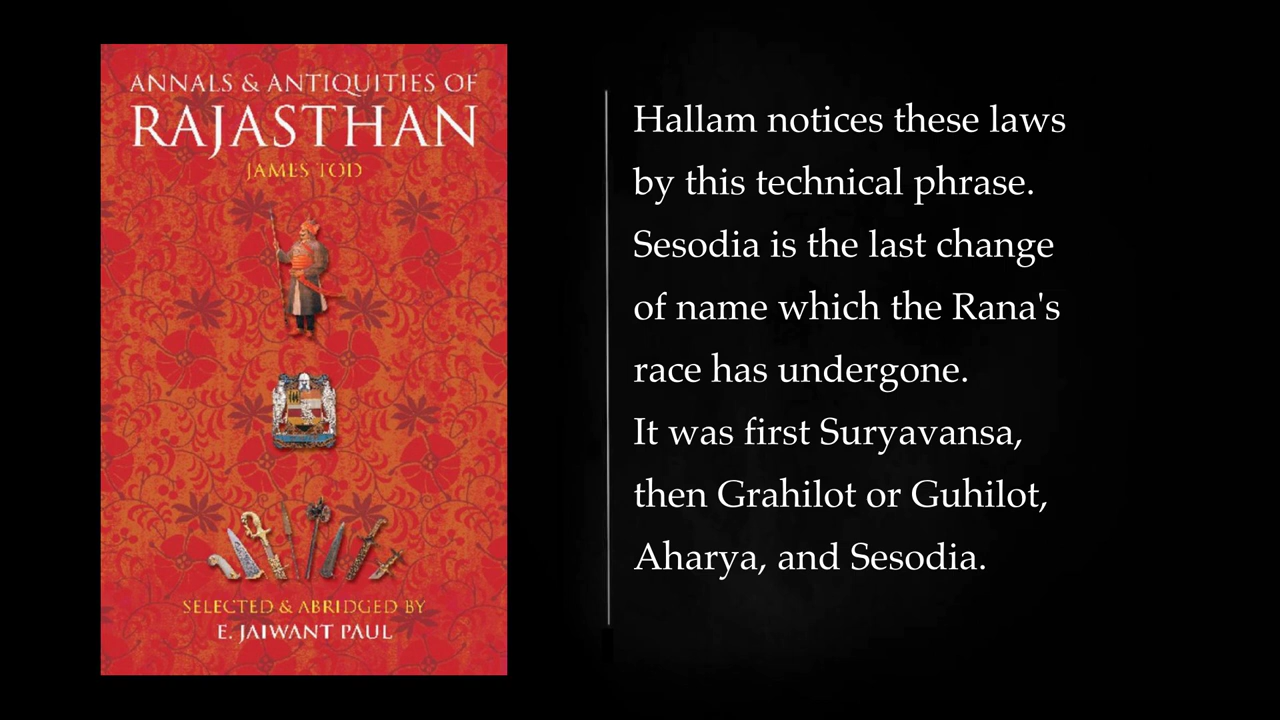 ANNALS & ANTIQUITIES OF
RAJASTHAN
JAMES TOD
SELECTED & ABRIDGED BY
E. JAIWANT PAUL
Hallam notices these laws
by this technical phrase.
Sesodia is the last change
of name which the Rana's
race has undergone.
It was first Suryavansa,
then Grahilot or Guhilot,
Aharya, and Sesodia.